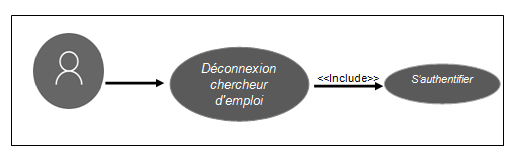 Déconnexion
chercheur
d'emploi
<<Include>>
S'authentifier